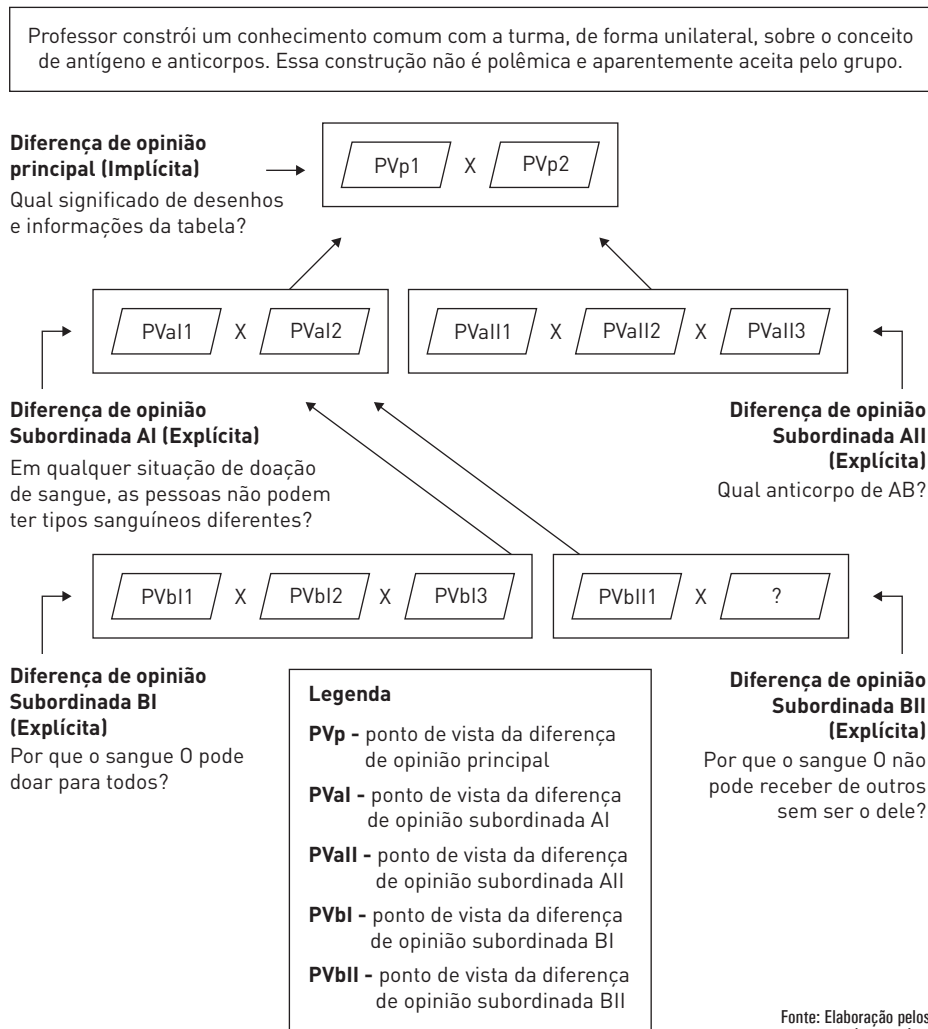 Professor constrói um conhecimento comum com a turma, de forma unilateral, sobre o conceito
de antígeno e anticorpos. Essa construção não é polêmica e aparentemente aceita pelo grupo.
Diferença de opinião
principal (Implícita)
Qual significado de desenhos
e informações da tabela?
PVp1 X PVp2
PVaI1 X PVaI2
PVaII1 X PVaII2 X PVaII3
Diferença de opinião
Subordinada AI (Explícita)
Em qualquer situação de doação
de sangue, as pessoas não podem
ter tipos sanguíneos diferentes?
Diferença de opinião
Subordinada AII
(Explícita)
Qual anticorpo de AB?
PVbI1 X PVbI2 X PVbI3
PVbII1 X ?
Diferença de opinião
Subordinada BI
(Explícita)
Por que o sangue O pode
doar para todos?
Legenda
PVp - ponto de vista da diferença
de opinião principal
PVaI - ponto de vista da diferença
de opinião subordinada AI
PVaII - ponto de vista da diferença
de opinião subordinada AII
PVbI - ponto de vista da diferença
de opinião subordinada BI
PVbII - ponto de vista da diferença
de opinião subordinada BII
Diferença de opinião
Subordinada BII
(Explícita)
Por que o sangue O não
pode receber de outros
sem ser o dele?
Fonte: Elaboração pelos